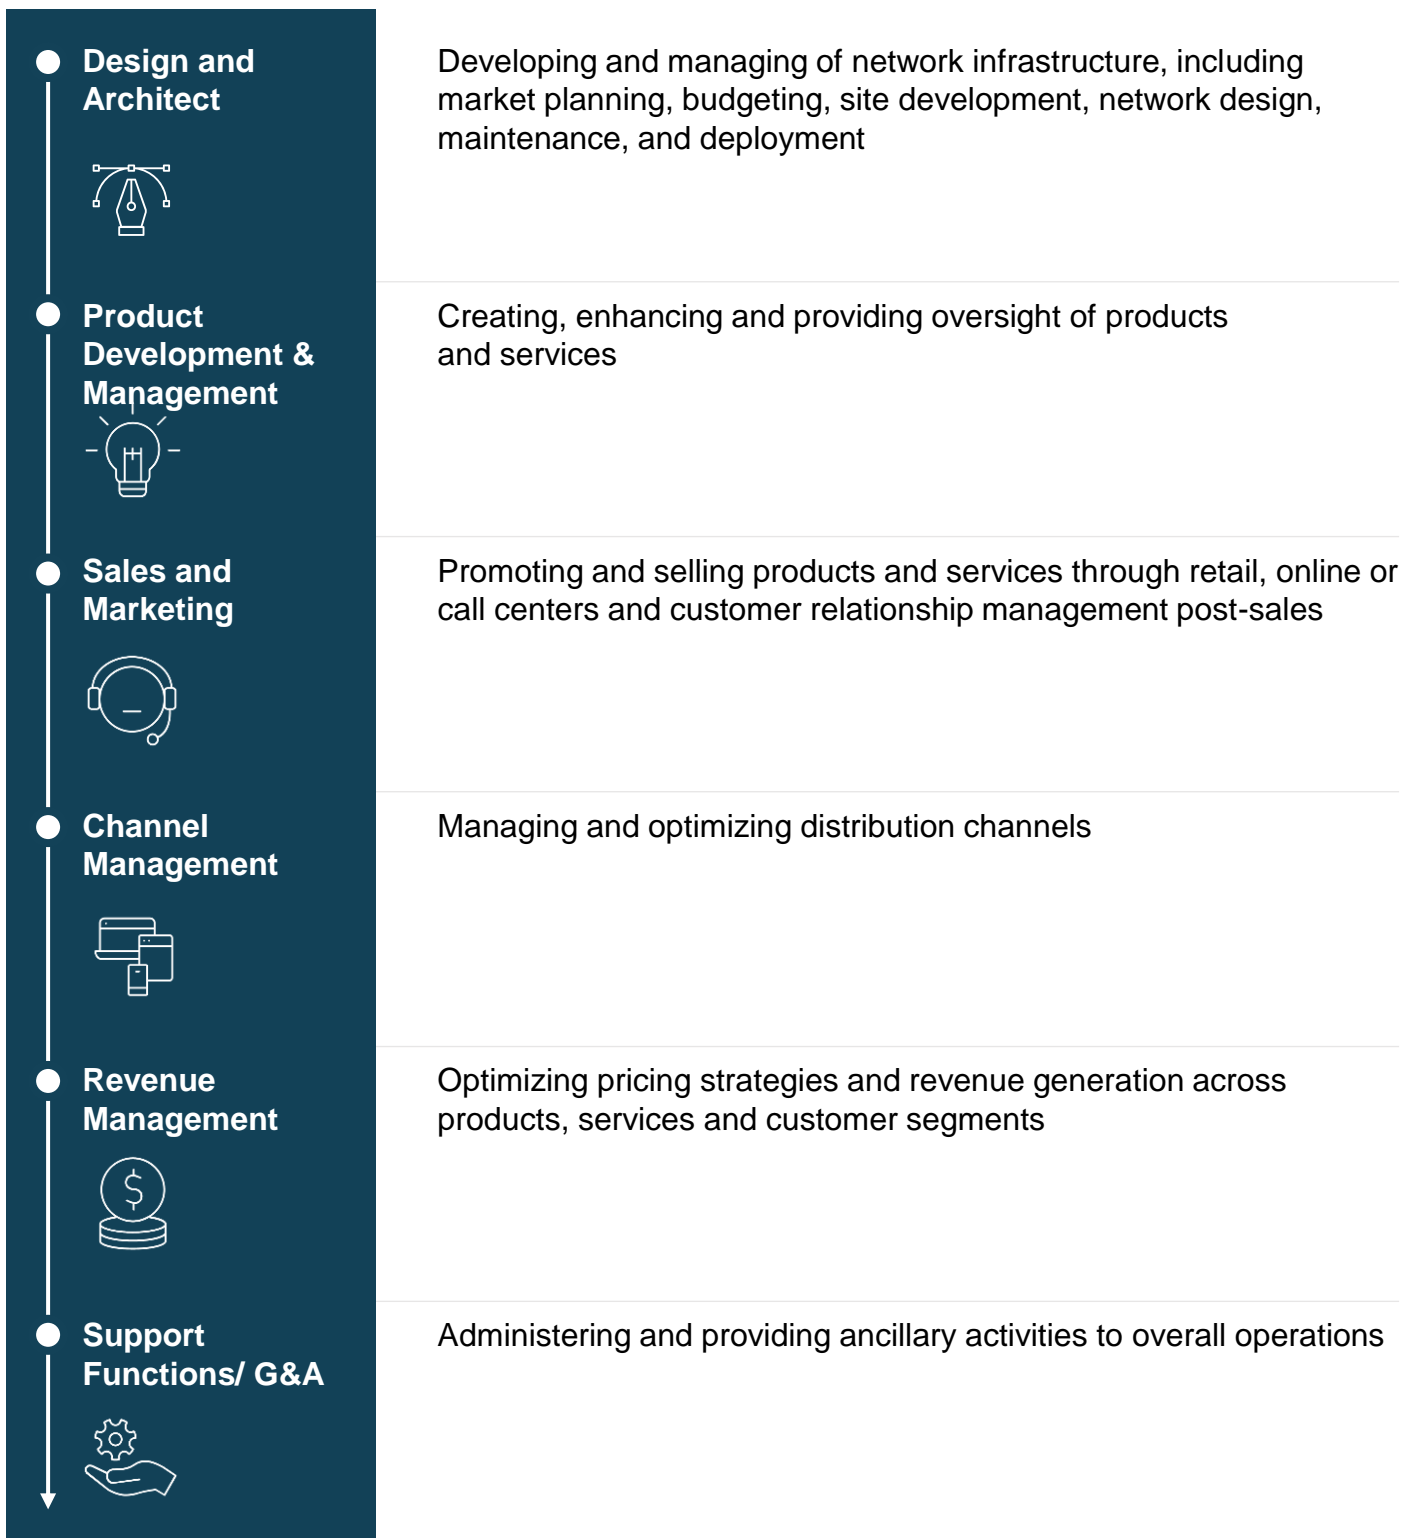 Design and
Architect
Developing and managing of network infrastructure, including
market planning, budgeting, site development, network design,
maintenance, and deployment
Product
Development &
Management
Creating, enhancing and providing oversight of products
and services
Sales and
Marketing
Promoting and selling products and services through retail, online or
call centers and customer relationship management post-sales
Channel
Management
Managing and optimizing distribution channels
Revenue
Management
$
Optimizing pricing strategies and revenue generation across
products, services and customer segments
Support
Functions/ G&A
Administering and providing ancillary activities to overall operations